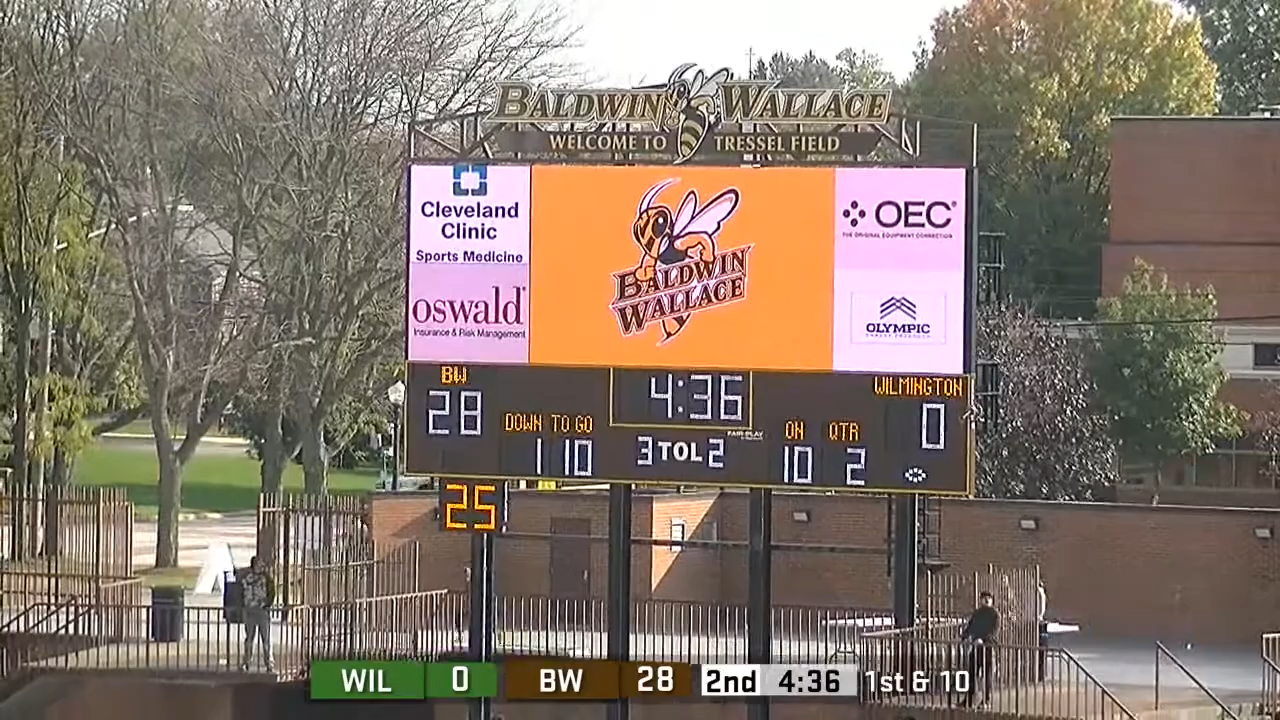 BALDWIN WALLACE
WELCOME TO TRESSEL FIELD
Cleveland
Clinic
Sports Medicine
oswald
Insurance & Risk Management
BALDWIN
WALLACE
OEC
THE ORIGINAL EQUIPMENT CONNECTION
OLYMPIC
BW
28
4:36
WILMINGTON
0
DOWN TO GO
1 10
FAIR PLAY
3 TOL 2
ON QTR
10 2
25
WIL 0 BW 28 2nd 4:36 1st & 10